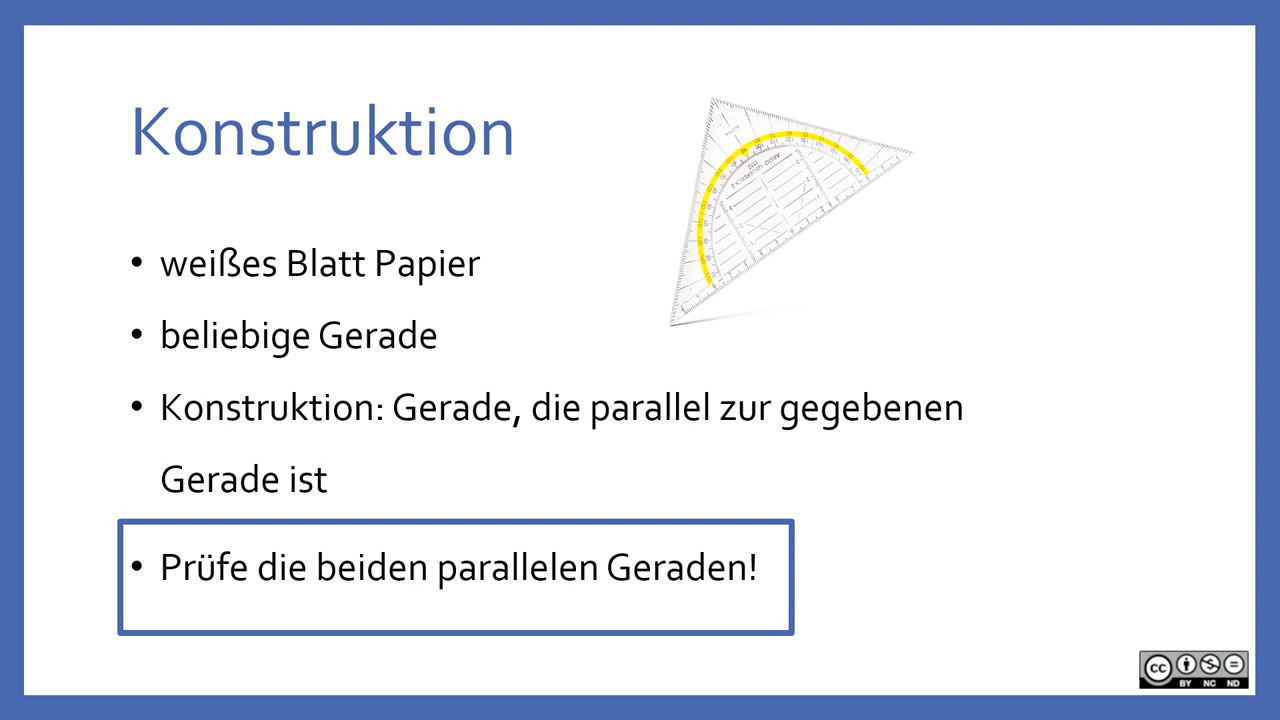 Konstruktion
• weißes Blatt Papier
• beliebige Gerade
• Konstruktion: Gerade, die parallel zur gegebenen
Gerade ist
• Prüfe die beiden parallelen Geraden!
cc
BY NC ND